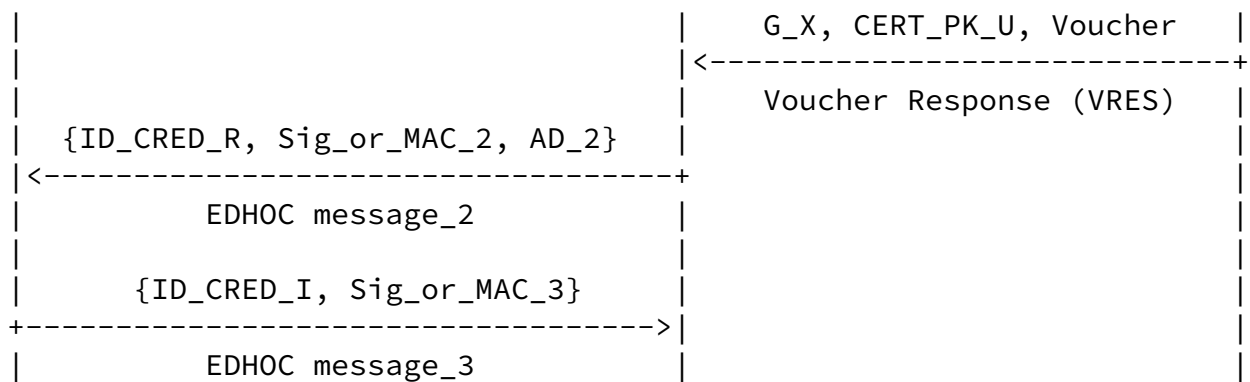 G_X, CERT_PK_U, Voucher
Voucher Response (VRES)
{ID_CRED_R, Sig_or_MAC_2, AD_2}
EDHOC message_2
{ID_CRED_I, Sig_or_MAC_3}
EDHOC message_3